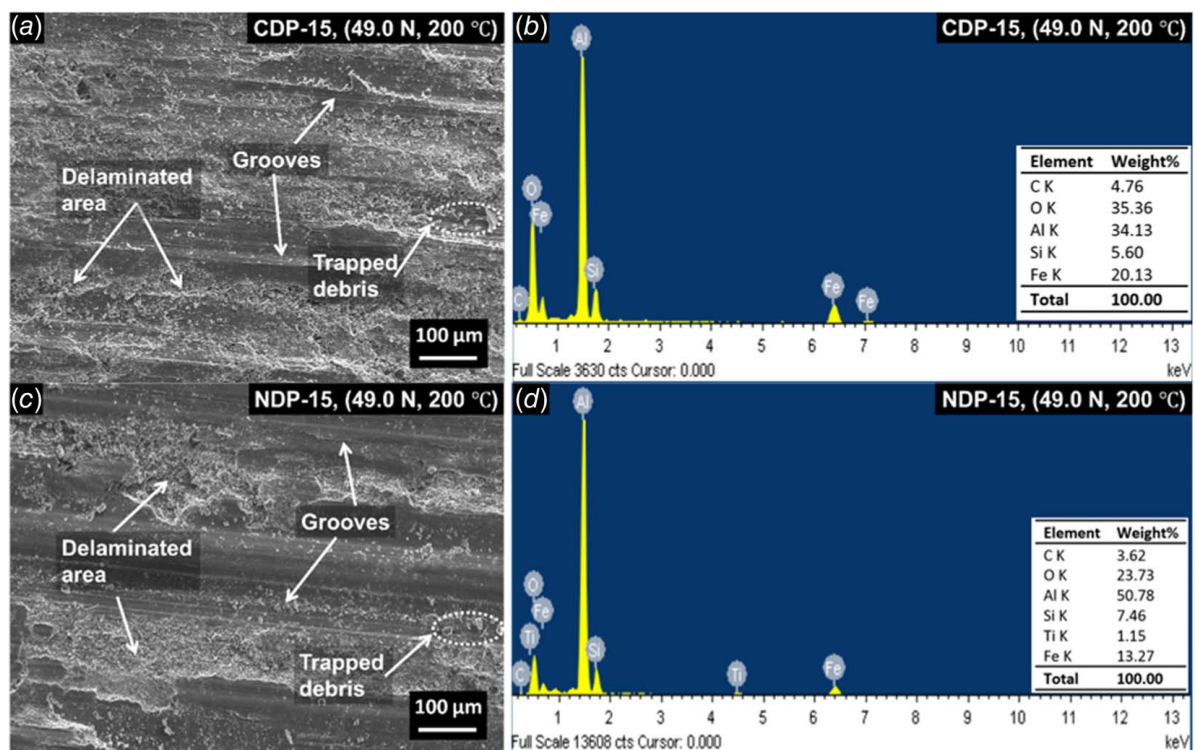 (a)
CDP-15, (49.0 N, 200 ℃)
Grooves
Delaminated
area
Trapped
debris
100 µm
(b)
CDP-15, (49.0 N, 200 ℃)
Al
O
Fe
Si
C
Fe
Fe
Element Weight%
C K 4.76
O K 35.36
Al K 34.13
Si K 5.60
Fe K 20.13
Total 100.00
1 2 3 4 5 6 7 8 9 10 11 12 13
Full Scale 3630 cts Cursor: 0.000 keV
(c)
NDP-15, (49.0 N, 200 ℃)
Grooves
Delaminated
area
Trapped
debris
100 µm
(d)
NDP-15, (49.0 N, 200 ℃)
Al
O
Fe
Ti
Si
C
Ti
Fe
Element Weight%
C K 3.62
O K 23.73
Al K 50.78
Si K 7.46
Ti K 1.15
Fe K 13.27
Total 100.00
1 2 3 4 5 6 7 8 9 10 11 12 13
Full Scale 13608 cts Cursor: 0.000 keV